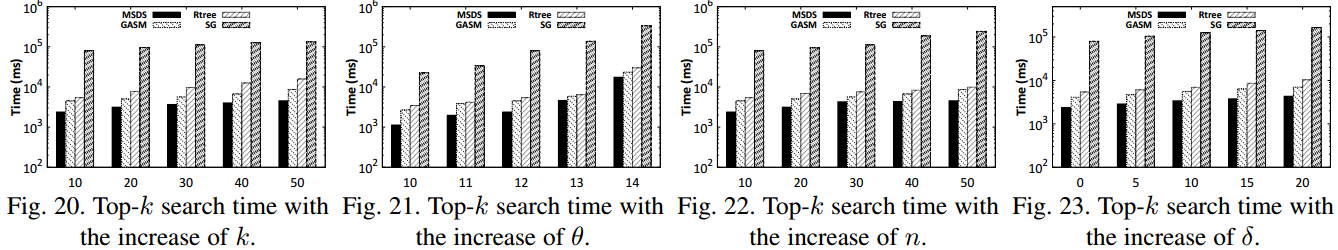 10^6
10^5
10^4
10^3
10^2
Time (ms)
MSDS Rtree
GASM SG
10 20 30 40 50
Fig. 20. Top-k search time with
the increase of k.
10^6
10^5
10^4
10^3
10^2
Time (ms)
MSDS Rtree
GASM SG
10 11 12 13 14
Fig. 21. Top-k search time with
the increase of θ.
10^6
10^5
10^4
10^3
10^2
Time (ms)
MSDS Rtree
GASM SG
10 20 30 40 50
Fig. 22. Top-k search time with
the increase of n.
10^5
10^4
10^3
10^2
Time (ms)
MSDS Rtree
GASM SG
0 5 10 15 20
Fig. 23. Top-k search time with
the increase of δ.